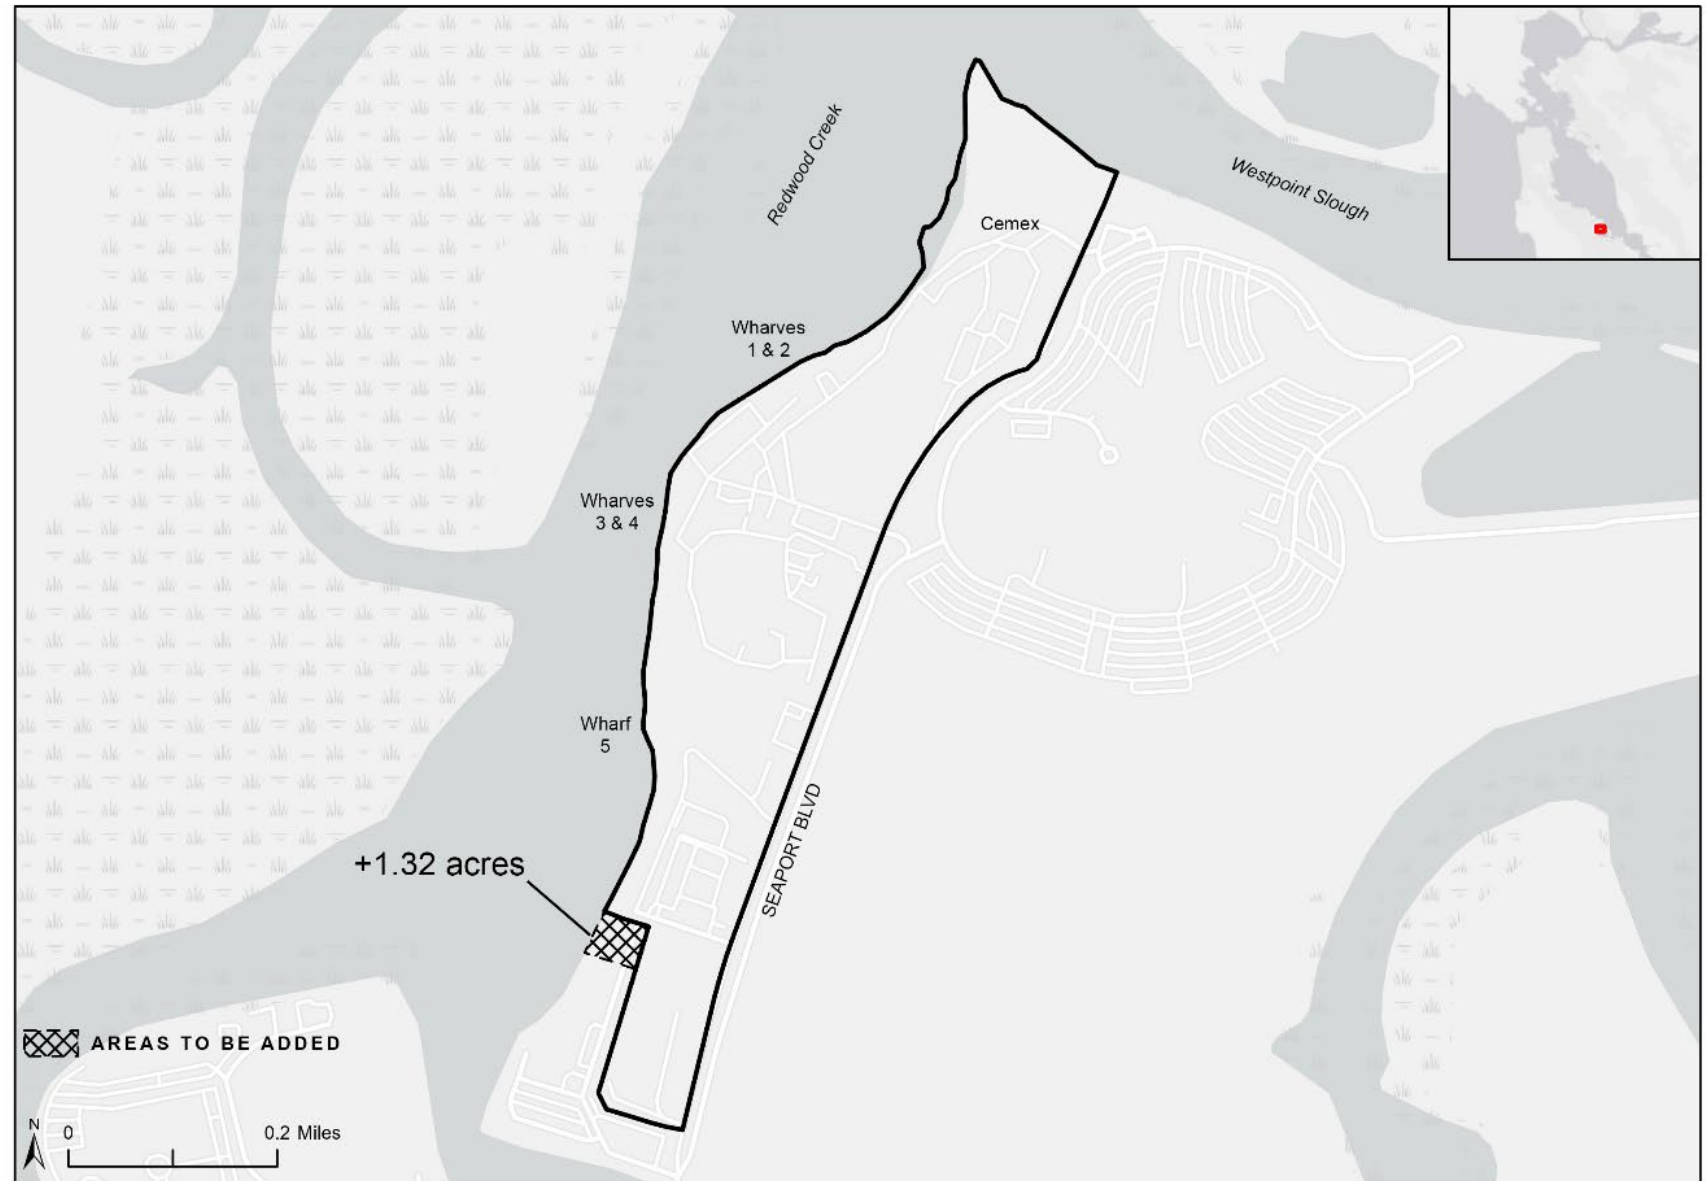 Redwood Creek
Westpoint Slough
Cemex
Wharves
1 & 2
Wharves
3 & 4
Wharf
5
SEAPORT BLVD
+1.32 acres
AREAS TO BE ADDED
N
0
0.2 Miles